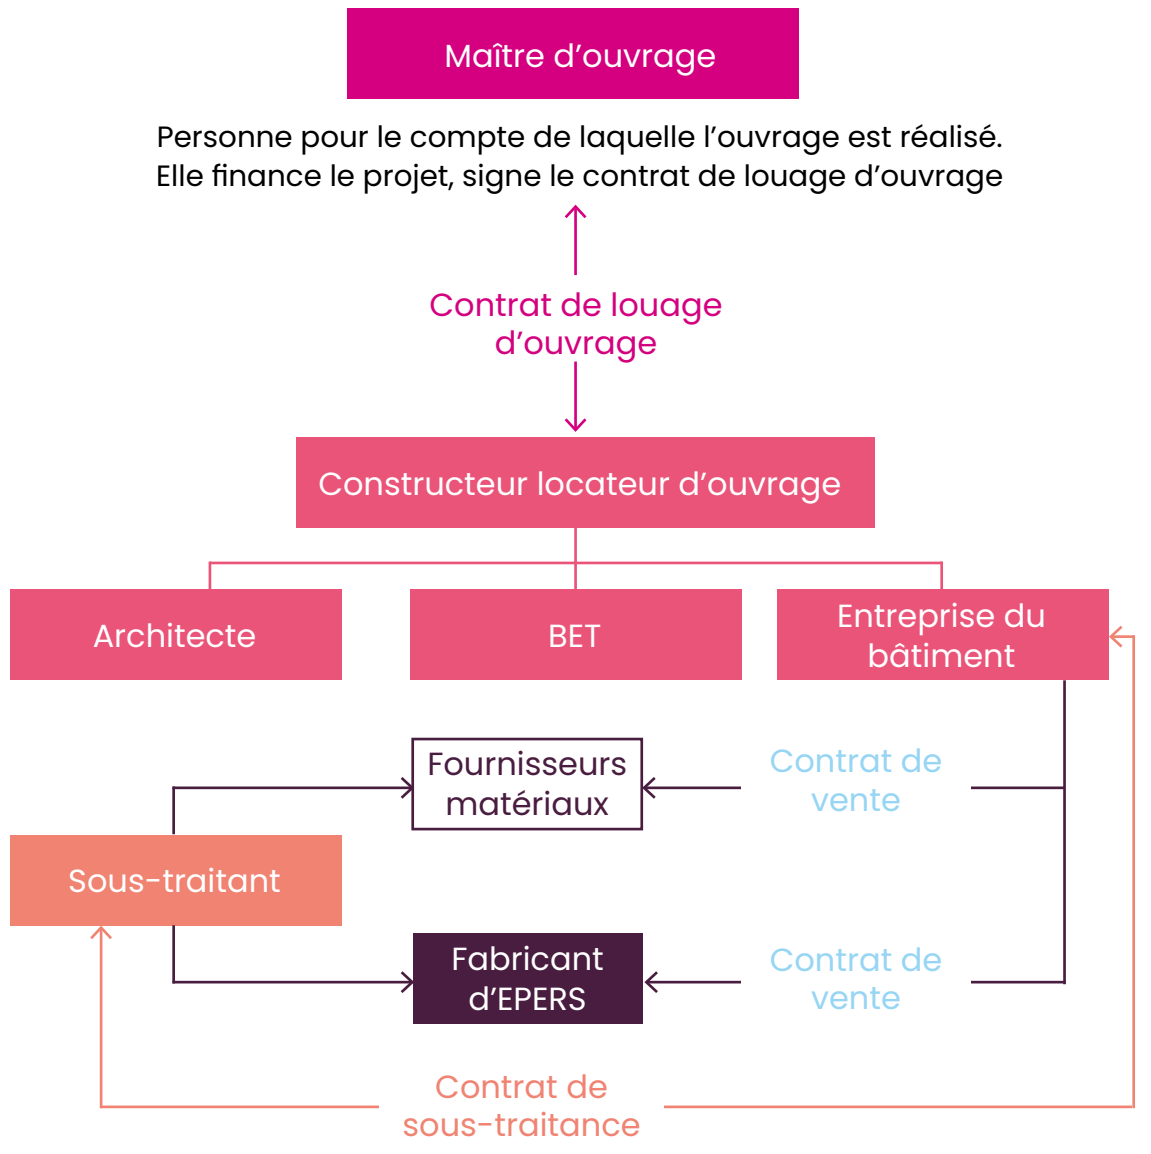 Maître d’ouvrage
Personne pour le compte de laquelle l’ouvrage est réalisé.
Elle finance le projet, signe le contrat de louage d’ouvrage
Contrat de louage
d’ouvrage
Constructeur locateur d’ouvrage
Architecte
BET
Entreprise du
bâtiment
Fournisseurs
matériaux
Contrat de
vente
Sous-traitant
Fabricant
d’EPERS
Contrat de
vente
Contrat de
sous-traitance